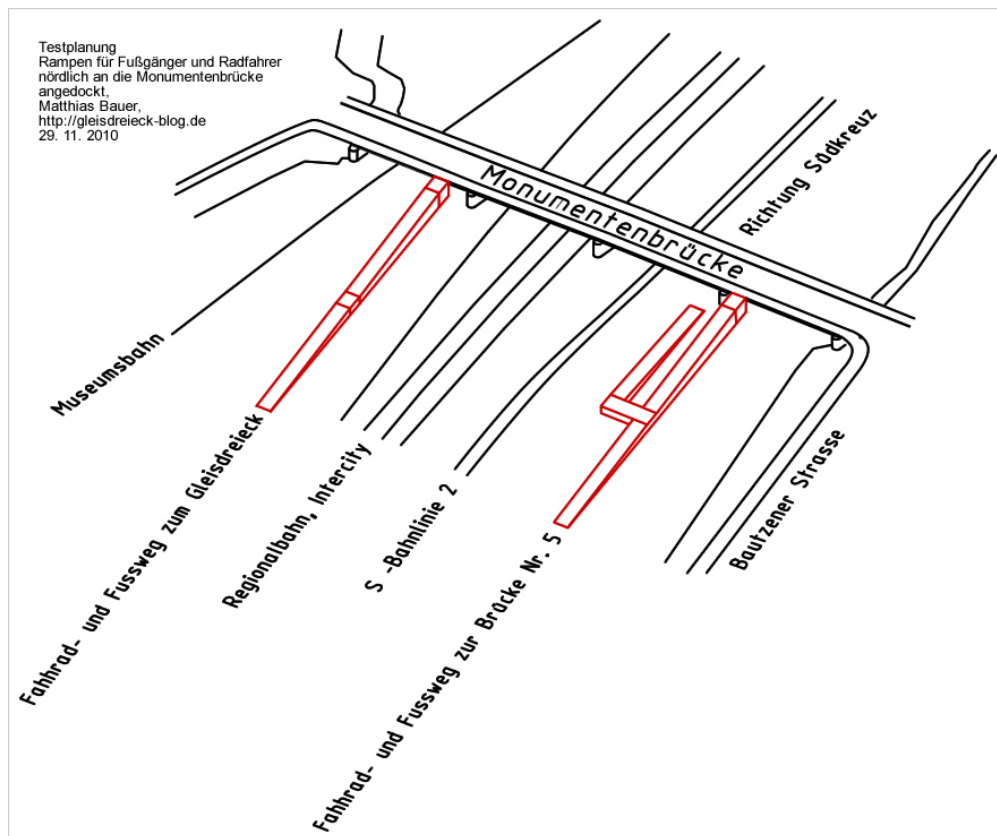 Testplanung
Rampen für Fußgänger und Radfahrer
nördlich an die Monumentenbrücke
angedockt,
Matthias Bauer,
http://gleisdreieck-blog.de
29. 11. 2010
Monumentenbrücke
Richtung Südkreuz
Museumsbahn
Fahhrad- und Fussweg zum Gleisdreieck
Regionalbahn, Intercity
S -Bahnlinie 2
Fahhrad- und Fussweg zur Brücke Nr. 5
Bautzener Strasse